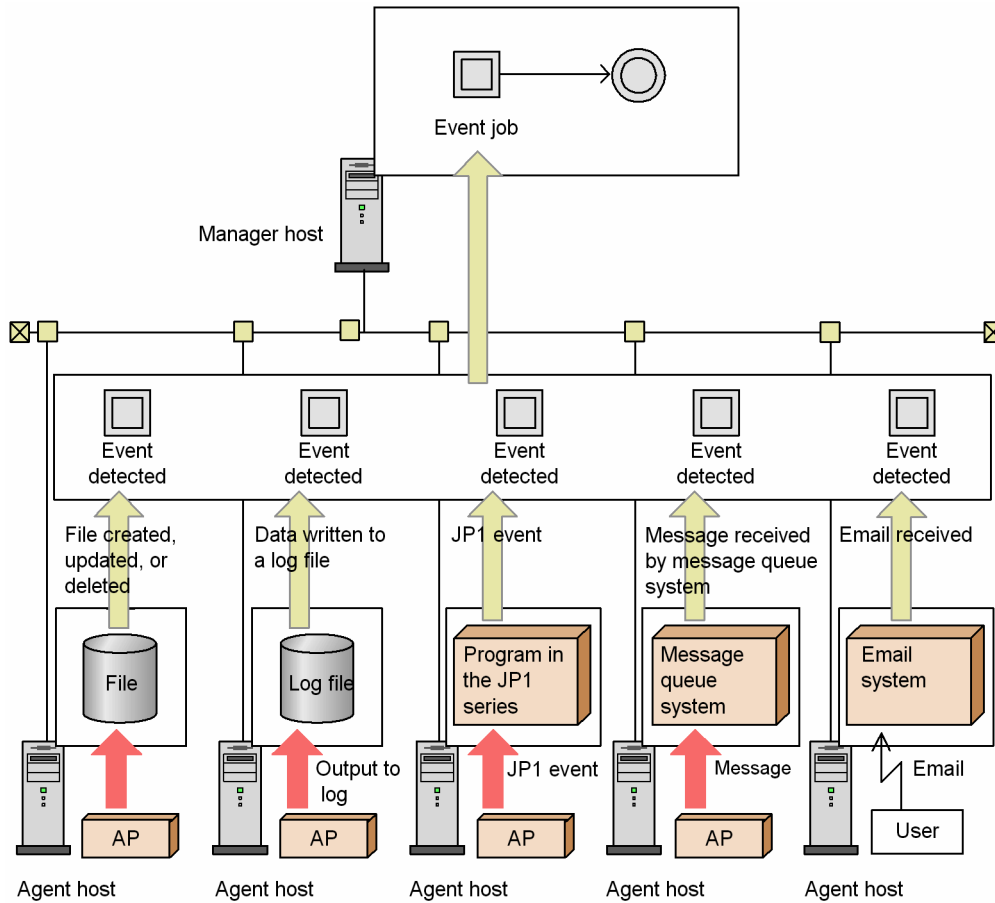 Event job
Manager host
Event
detected
Event
detected
Event
detected
Event
detected
Event
detected
File created,
updated, or
deleted
Data written to
a log file
JP1 event
Message received
by message queue
system
Email received
File
Log file
Program in
the JP1
series
Message
queue
system
Email
system
Output to
log
JP1 event
Message
Email
AP
AP
AP
AP
User
Agent host
Agent host
Agent host
Agent host
Agent host